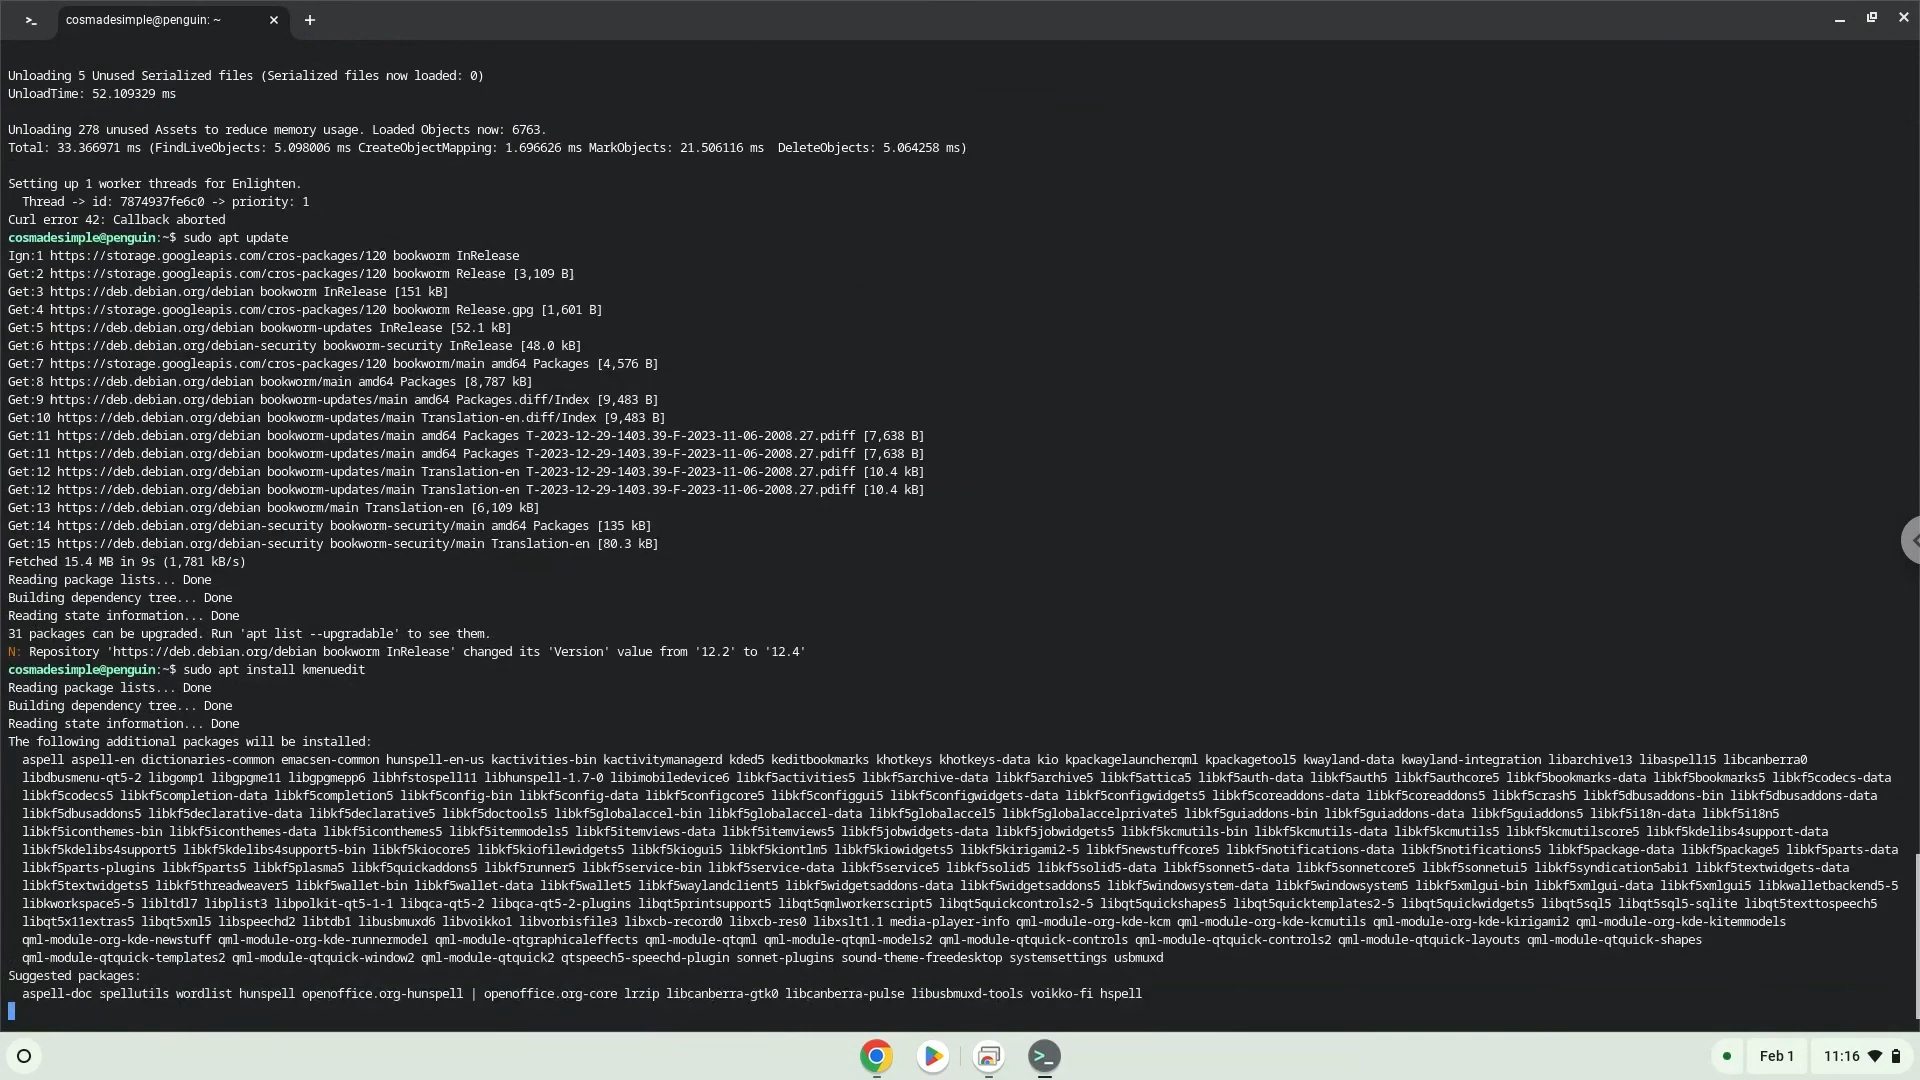 cosmadesimple@penguin: ~
Unloading 5 Unused Serialized files (Serialized files now loaded: 0)
UnloadTime: 52.109329 ms
Unloading 278 unused Assets to reduce memory usage. Loaded Objects now: 6763.
Total: 33.366971 ms (FindLiveObjects: 5.098006 ms CreateObjectMapping: 1.696626 ms MarkObjects: 21.506116 ms  DeleteObjects: 5.064258 ms)
Setting up 1 worker threads for Enlighten.
  Thread -> id: 7874937fe6c0 -> priority: 1
Curl error 42: Callback aborted
cosmadesimple@penguin:~$ sudo apt update
Ign:1 https://storage.googleapis.com/cros-packages/120 bookworm InRelease
Get:2 https://storage.googleapis.com/cros-packages/120 bookworm Release [3,109 B]
Get:3 https://deb.debian.org/debian bookworm InRelease [151 kB]
Get:4 https://storage.googleapis.com/cros-packages/120 bookworm Release.gpg [1,601 B]
Get:5 https://deb.debian.org/debian bookworm-updates InRelease [52.1 kB]
Get:6 https://deb.debian.org/debian-security bookworm-security InRelease [48.0 kB]
Get:7 https://storage.googleapis.com/cros-packages/120 bookworm/main amd64 Packages [4,576 B]
Get:8 https://deb.debian.org/debian bookworm/main amd64 Packages [8,787 kB]
Get:9 https://deb.debian.org/debian bookworm-updates/main amd64 Packages.diff/Index [9,483 B]
Get:10 https://deb.debian.org/debian bookworm-updates/main Translation-en.diff/Index [9,483 B]
Get:11 https://deb.debian.org/debian bookworm-updates/main amd64 Packages T-2023-12-29-1403.39-F-2023-11-06-2008.27.pdiff [7,638 B]
Get:11 https://deb.debian.org/debian bookworm-updates/main amd64 Packages T-2023-12-29-1403.39-F-2023-11-06-2008.27.pdiff [7,638 B]
Get:12 https://deb.debian.org/debian bookworm-updates/main Translation-en T-2023-12-29-1403.39-F-2023-11-06-2008.27.pdiff [10.4 kB]
Get:12 https://deb.debian.org/debian bookworm-updates/main Translation-en T-2023-12-29-1403.39-F-2023-11-06-2008.27.pdiff [10.4 kB]
Get:13 https://deb.debian.org/debian bookworm/main Translation-en [6,109 kB]
Get:14 https://deb.debian.org/debian-security bookworm-security/main amd64 Packages [135 kB]
Get:15 https://deb.debian.org/debian-security bookworm-security/main Translation-en [80.3 kB]
Fetched 15.4 MB in 9s (1,781 kB/s)
Reading package lists... Done
Building dependency tree... Done
Reading state information... Done
31 packages can be upgraded. Run 'apt list --upgradable' to see them.
N: Repository 'https://deb.debian.org/debian bookworm InRelease' changed its 'Version' value from '12.2' to '12.4'
cosmadesimple@penguin:~$ sudo apt install kmenuedit
Reading package lists... Done
Building dependency tree... Done
Reading state information... Done
The following additional packages will be installed:
  aspell aspell-en dictionaries-common emacsen-common hunspell-en-us kactivities-bin kactivitymanagerd kded5 keditbookmarks khotkeys khotkeys-data kio kpackagelauncherqml kpackagetool5 kwayland-data kwayland-integration libarchive13 libaspell15 libcanberra0
  libdbusmenu-qt5-2 libgomp1 libgpgme11 libgpgmepp6 libhfstospell11 libhunspell-1.7-0 libimobiledevice6 libkf5activities5 libkf5archive-data libkf5archive5 libkf5attica5 libkf5auth-data libkf5auth5 libkf5authcore5 libkf5bookmarks-data libkf5bookmarks5 libkf5codecs-data
  libkf5codecs5 libkf5completion-data libkf5completion5 libkf5config-bin libkf5config-data libkf5configcore5 libkf5configgui5 libkf5configwidgets-data libkf5configwidgets5 libkf5coreaddons-data libkf5coreaddons5 libkf5crash5 libkf5dbusaddons-bin libkf5dbusaddons-data
  libkf5dbusaddons5 libkf5declarative-data libkf5declarative5 libkf5doctools5 libkf5globalaccel-bin libkf5globalaccel-data libkf5globalaccel5 libkf5globalaccelprivate5 libkf5guiaddons-bin libkf5guiaddons-data libkf5guiaddons5 libkf5i18n-data libkf5i18n5
  libkf5iconthemes-bin libkf5iconthemes-data libkf5iconthemes5 libkf5itemmodels5 libkf5itemviews-data libkf5itemviews5 libkf5jobwidgets-data libkf5jobwidgets5 libkf5kcmutils-bin libkf5kcmutils-data libkf5kcmutils5 libkf5kcmutilscore5 libkf5kdelibs4support-data
  libkf5kdelibs4support5 libkf5kdelibs4support5-bin libkf5kiocore5 libkf5kiofilewidgets5 libkf5kiogui5 libkf5kiontlm5 libkf5kiowidgets5 libkf5kirigami2-5 libkf5newstuffcore5 libkf5notifications-data libkf5notifications5 libkf5package-data libkf5package5 libkf5parts-data
  libkf5parts-plugins libkf5parts5 libkf5plasma5 libkf5quickaddons5 libkf5runner5 libkf5service-bin libkf5service-data libkf5service5 libkf5solid5 libkf5solid5-data libkf5sonnet5-data libkf5sonnetcore5 libkf5sonnetui5 libkf5syndication5abi1 libkf5textwidgets-data
  libkf5textwidgets5 libkf5threadweaver5 libkf5wallet-bin libkf5wallet-data libkf5wallet5 libkf5waylandclient5 libkf5widgetsaddons-data libkf5widgetsaddons5 libkf5windowsystem-data libkf5windowsystem5 libkf5xmlgui-bin libkf5xmlgui-data libkf5xmlgui5 libkwalletbackend5-5
  libkworkspace5-5 libltdl7 libplist3 libpolkit-qt5-1-1 libqca-qt5-2 libqca-qt5-2-plugins libqt5printsupport5 libqt5qmlworkerscript5 libqt5quickcontrols2-5 libqt5quickshapes5 libqt5quicktemplates2-5 libqt5quickwidgets5 libqt5sql5 libqt5sql5-sqlite libqt5texttospeech5
  libqt5x11extras5 libqt5xml5 libspeechd2 libtdb1 libusbmuxd6 libvoikko1 libvorbisfile3 libxcb-record0 libxcb-res0 libxslt1.1 media-player-info qml-module-org-kde-kcm qml-module-org-kde-kcmutils qml-module-org-kde-kirigami2 qml-module-org-kde-kitemmodels
  qml-module-org-kde-newstuff qml-module-org-kde-runnermodel qml-module-qtgraphicaleffects qml-module-qtqml qml-module-qtqml-models2 qml-module-qtquick-controls qml-module-qtquick-controls2 qml-module-qtquick-layouts qml-module-qtquick-shapes
  qml-module-qtquick-templates2 qml-module-qtquick-window2 qml-module-qtquick2 qtspeech5-speechd-plugin sonnet-plugins sound-theme-freedesktop systemsettings usbmuxd
Suggested packages:
  aspell-doc spellutils wordlist hunspell openoffice.org-hunspell | openoffice.org-core lrzip libcanberra-gtk0 libcanberra-pulse libusbmuxd-tools voikko-fi hspell
Feb 1
11:16